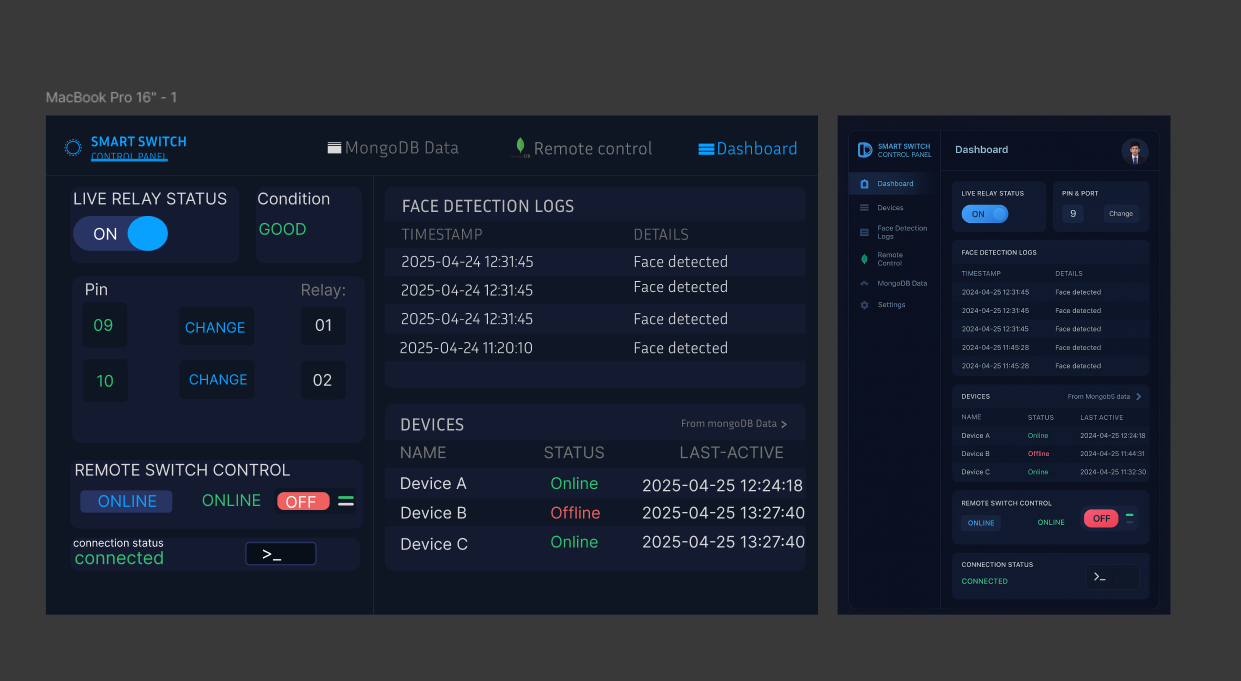 MacBook Pro 16" - 1
SMART SWITCH
CONTROL PANEL
MongoDB Data
Remote control
Dashboard
LIVE RELAY STATUS
ON
Condition
GOOD
Pin
Relay:
09
CHANGE
01
10
CHANGE
02
REMOTE SWITCH CONTROL
ONLINE
ONLINE
OFF
connection status
connected
>_
FACE DETECTION LOGS
TIMESTAMP DETAILS
2025-04-24 12:31:45 Face detected
2025-04-24 12:31:45 Face detected
2025-04-24 12:31:45 Face detected
2025-04-24 11:20:10 Face detected
DEVICES From mongoDB Data >
NAME STATUS LAST-ACTIVE
Device A Online 2025-04-25 12:24:18
Device B Offline 2025-04-25 13:27:40
Device C Online 2025-04-25 13:27:40
SMART SWITCH
CONTROL PANEL
Dashboard
Devices
Face Detection
Logs
Remote
Control
MongoDB Data
Settings
Dashboard
LIVE RELAY STATUS
ON
PIN & PORT
9 Change
FACE DETECTION LOGS
TIMESTAMP DETAILS
2024-04-25 12:31:45 Face detected
2024-04-25 12:31:45 Face detected
2024-04-25 12:31:45 Face detected
2024-04-25 11:45:28 Face detected
2024-04-25 11:45:28 Face detected
DEVICES From Mongob5 data
NAME STATUS LAST ACTIVE
Device A Online 2024-04-25 12:24:18
Device B Offline 2024-04-25 11:44:31
Device C Online 2024-04-25 11:32:30
REMOTE SWITCH CONTROL
ONLINE ONLINE OFF
CONNECTION STATUS
CONNECTED
>_